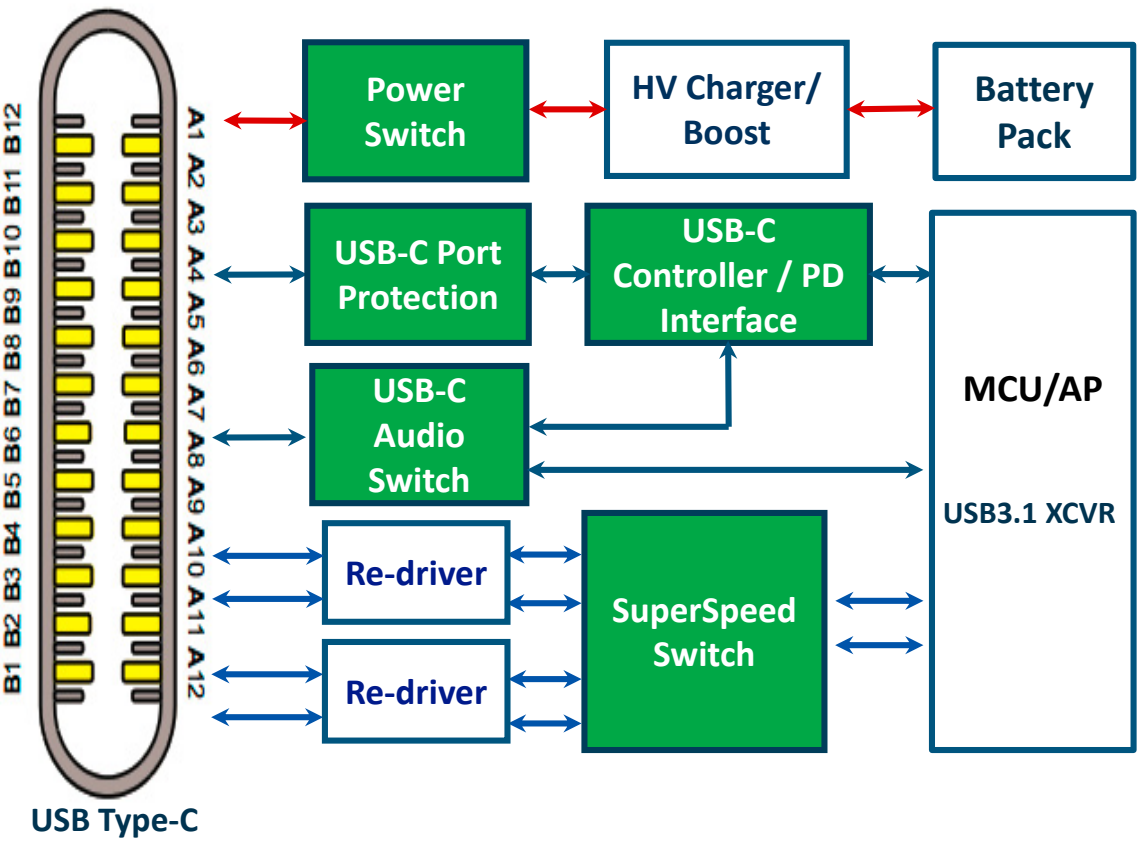 B12
B11
B10
B9
B8
B7
B6
B5
B4
B3
B2
B1
A1
A2
A3
A4
A5
A6
A7
A8
A9
A10
A11
A12
USB Type-C
Power
Switch
HV Charger/
Boost
Battery
Pack
USB-C Port
Protection
USB-C
Controller / PD
Interface
USB-C
Audio
Switch
MCU/AP
USB3.1 XCVR
Re-driver
Re-driver
SuperSpeed
Switch